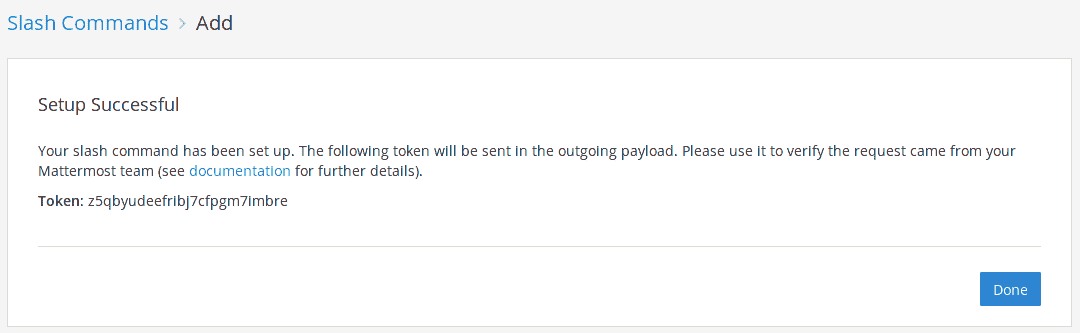 Slash Commands > Add
Setup Successful
Your slash command has been set up. The following token will be sent in the outgoing payload. Please use it to verify the request came from your
Mattermost team (see documentation for further details).
Token: z5qbyudeefribj7cfpgm7imbre
Done